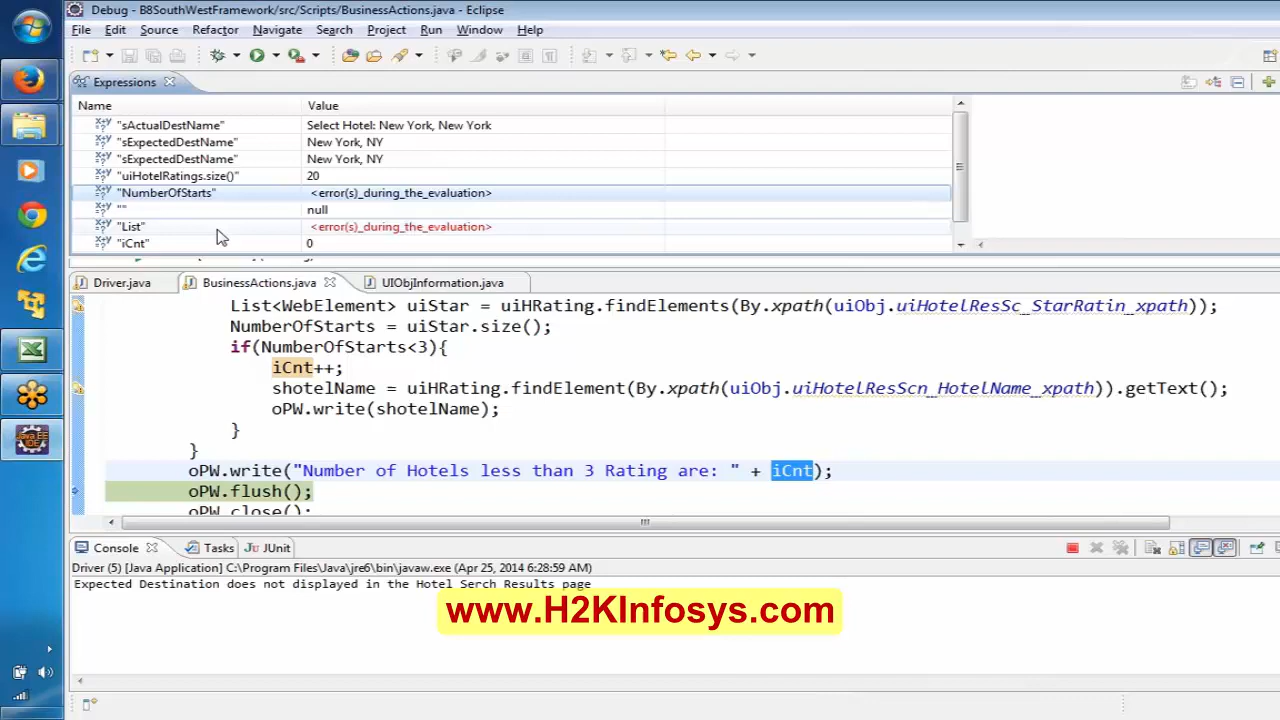 Debug - B8SouthWestFramework/src/Scripts/BusinessActions.java - Eclipse
File Edit Source Refactor Navigate Search Project Run Window Help
Expressions
Name Value
"sActualDestName" Select Hotel: New York, New York
"sExpectedDestName" New York, NY
"sExpectedDestName" New York, NY
"uiHotelRatings.size()" 20
"NumberOfStarts" <error(s)_during_the_evaluation>
"" null
"List" <error(s)_during_the_evaluation>
"iCnt" 0
Driver.java BusinessActions.java UIObjInformation.java
List<WebElement> uiStar = uiHRating.findElements(By.xpath(uiObj.uiHotelResSc_StarRatin_xpath));
NumberOfStarts = uiStar.size();
if(NumberOfStarts<3){
iCnt++;
shotelName = uiHRating.findElement(By.xpath(uiObj.uiHotelResScn_HotelName_xpath)).getText();
oPW.write(shotelName);
}
}
oPW.write("Number of Hotels less than 3 Rating are: " + iCnt);
oPW.flush();
oPW.close();
Console Tasks JUnit
Driver (5) [Java Application] C:\Program Files\Java\jre6\bin\javaw.exe (Apr 25, 2014 6:28:59 AM)
Expected Destination does not displayed in the Hotel Serch Results page
www.H2KInfosys.com